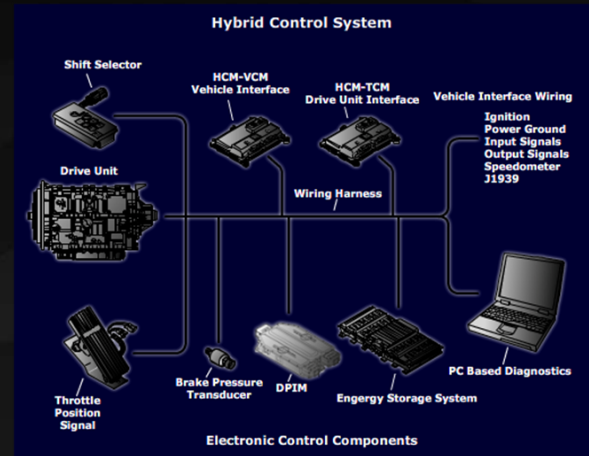 Hybrid Control System
Shift Selector
HCM-VCM
Vehicle Interface
HCM-TCM
Drive Unit Interface
Vehicle Interface Wiring
Ignition
Power Ground
Input Signals
Output Signals
Speedometer
J1939
Drive Unit
Wiring Harness
Throttle
Position
Signal
Brake Pressure
Transducer
DPIM
Engergy Storage System
PC Based Diagnostics
Electronic Control Components